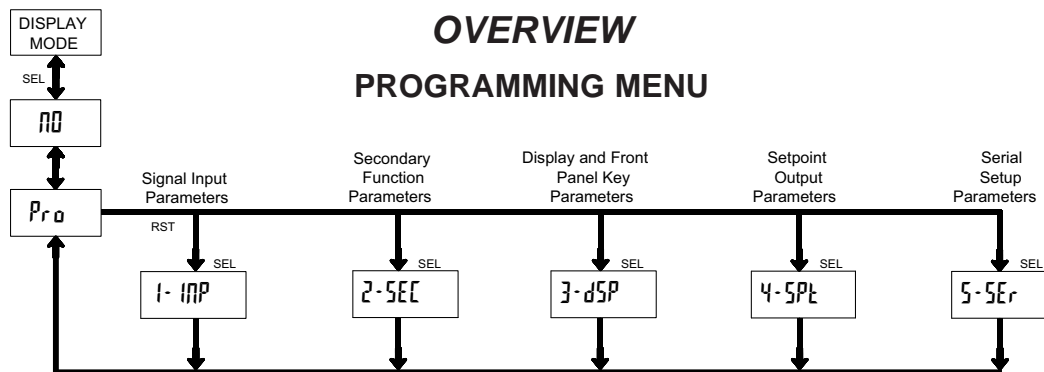 DISPLAY
MODE
OVERVIEW
PROGRAMMING MENU
SEL
NO
Pro
Signal Input
Parameters
Secondary
Function
Parameters
Display and Front
Panel Key
Parameters
Setpoint
Output
Parameters
Serial
Setup
Parameters
RST
SEL
SEL
SEL
SEL
SEL
1-INP
2-SEC
3-dSP
4-SPt
5-SEr